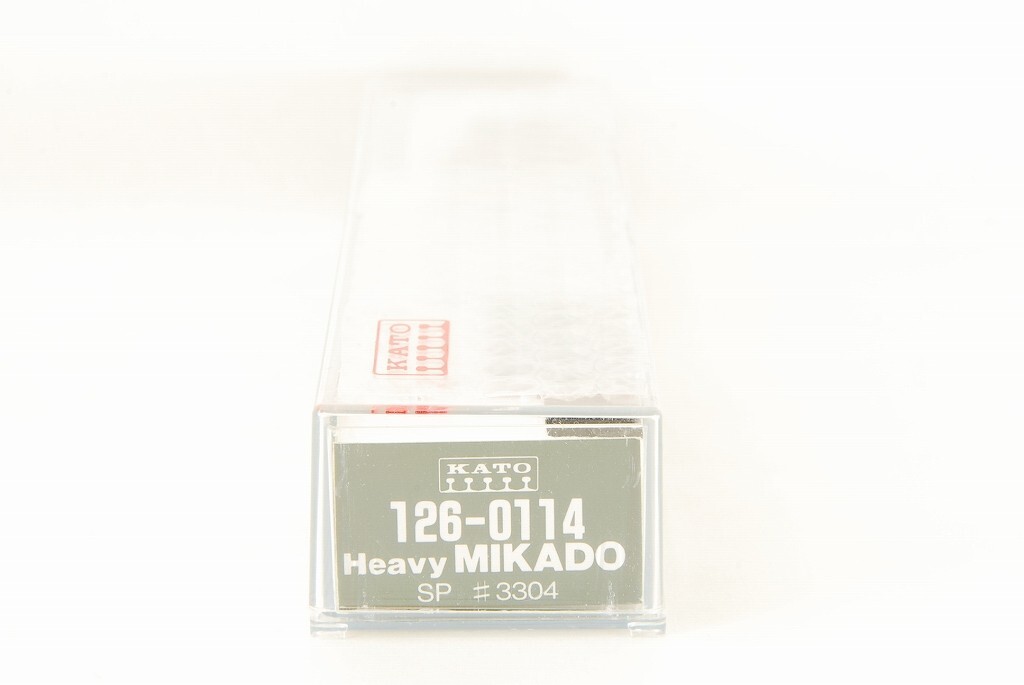 KATO
KATO
126-0114
Heavy MIKADO
SP #3304